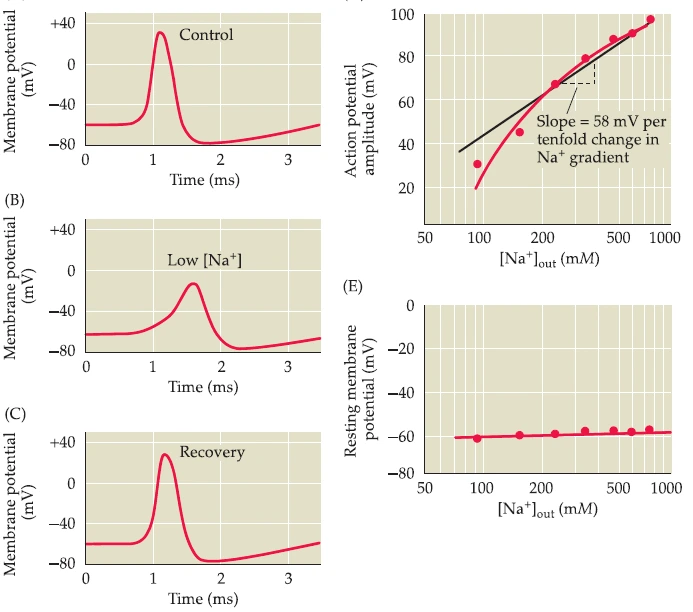 +40
0
−40
−80
Membrane potential
(mV)
Control
0
1
2
3
Time (ms)
(B)
+40
0
−40
−80
Membrane potential
(mV)
Low [Na⁺]
0
1
2
3
Time (ms)
(C)
+40
0
−40
−80
Membrane potential
(mV)
Recovery
0
1
2
3
Time (ms)
100
80
60
40
20
Action potential
amplitude (mV)
Slope = 58 mV per
tenfold change in
Na⁺ gradient
50
100
200
500
1000
[Na⁺]out (mM)
(E)
0
−20
−40
−60
−80
Resting membrane
potential (mV)
50
100
200
500
1000
[Na⁺]out (mM)